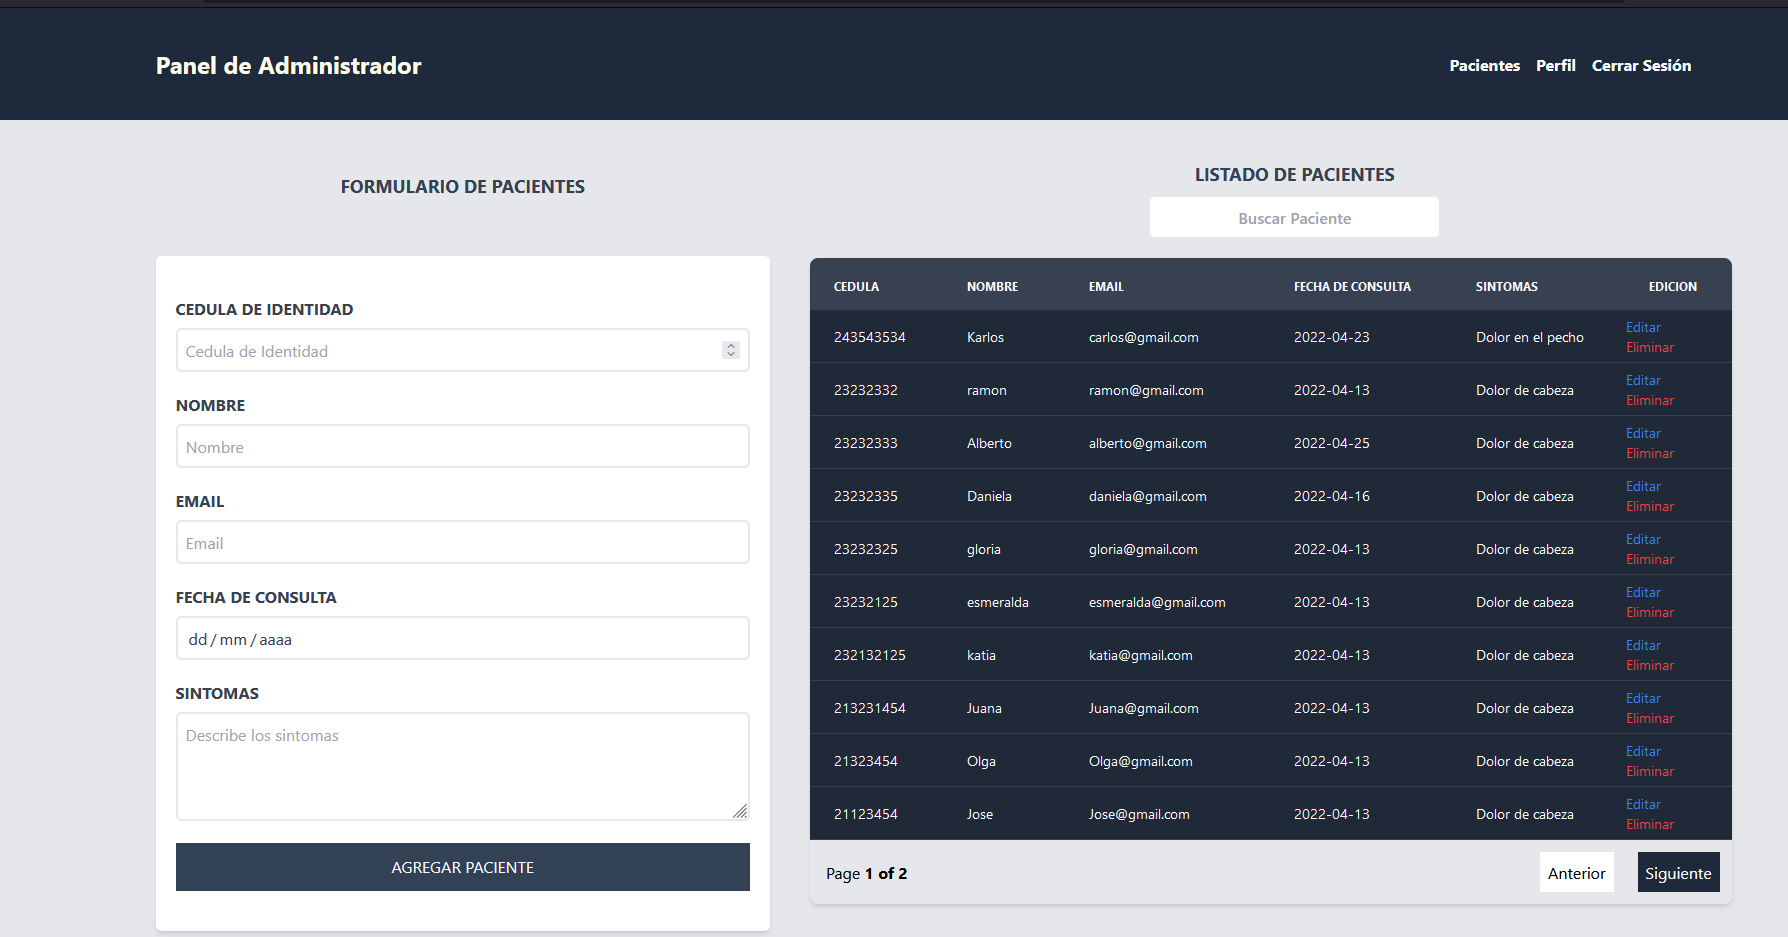 Panel de Administrador
Pacientes Perfil Cerrar Sesión
FORMULARIO DE PACIENTES
CEDULA DE IDENTIDAD
Cedula de Identidad
NOMBRE
Nombre
EMAIL
Email
FECHA DE CONSULTA
dd/mm/aaaa
SINTOMAS
Describe los sintomas
AGREGAR PACIENTE
LISTADO DE PACIENTES
Buscar Paciente
CEDULA NOMBRE EMAIL FECHA DE CONSULTA SINTOMAS EDICION
243543534 Karlos carlos@gmail.com 2022-04-23 Dolor en el pecho Editar
Eliminar
23232332 ramon ramon@gmail.com 2022-04-13 Dolor de cabeza Editar
Eliminar
23232333 Alberto alberto@gmail.com 2022-04-25 Dolor de cabeza Editar
Eliminar
23232335 Daniela daniela@gmail.com 2022-04-16 Dolor de cabeza Editar
Eliminar
23232325 gloria gloria@gmail.com 2022-04-13 Dolor de cabeza Editar
Eliminar
23232125 esmeralda esmeralda@gmail.com 2022-04-13 Dolor de cabeza Editar
Eliminar
232132125 katia katia@gmail.com 2022-04-13 Dolor de cabeza Editar
Eliminar
213231454 Juana Juana@gmail.com 2022-04-13 Dolor de cabeza Editar
Eliminar
21323454 Olga Olga@gmail.com 2022-04-13 Dolor de cabeza Editar
Eliminar
21123454 Jose Jose@gmail.com 2022-04-13 Dolor de cabeza Editar
Eliminar
Page 1 of 2 Anterior Siguiente